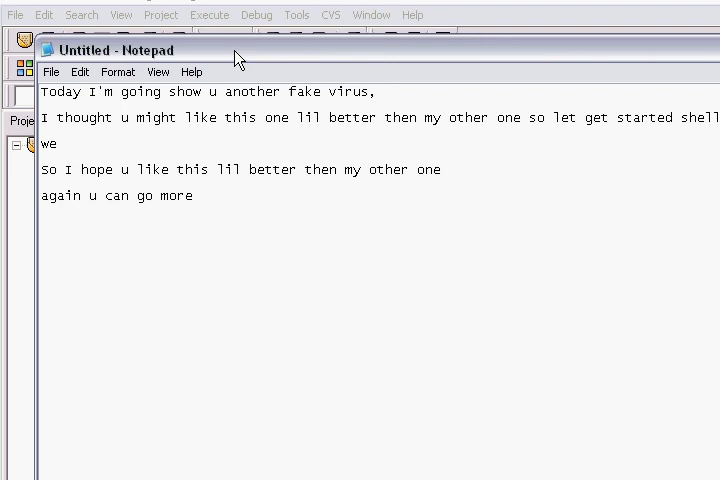 File Edit Search View Project Execute Debug Tools CVS Window Help
Untitled - Notepad
File Edit Format View Help
Proje
Today I'm going show u another fake virus,
I thought u might like this one lil better then my other one so let get started shell
we
So I hope u like this lil better then my other one
again u can go more